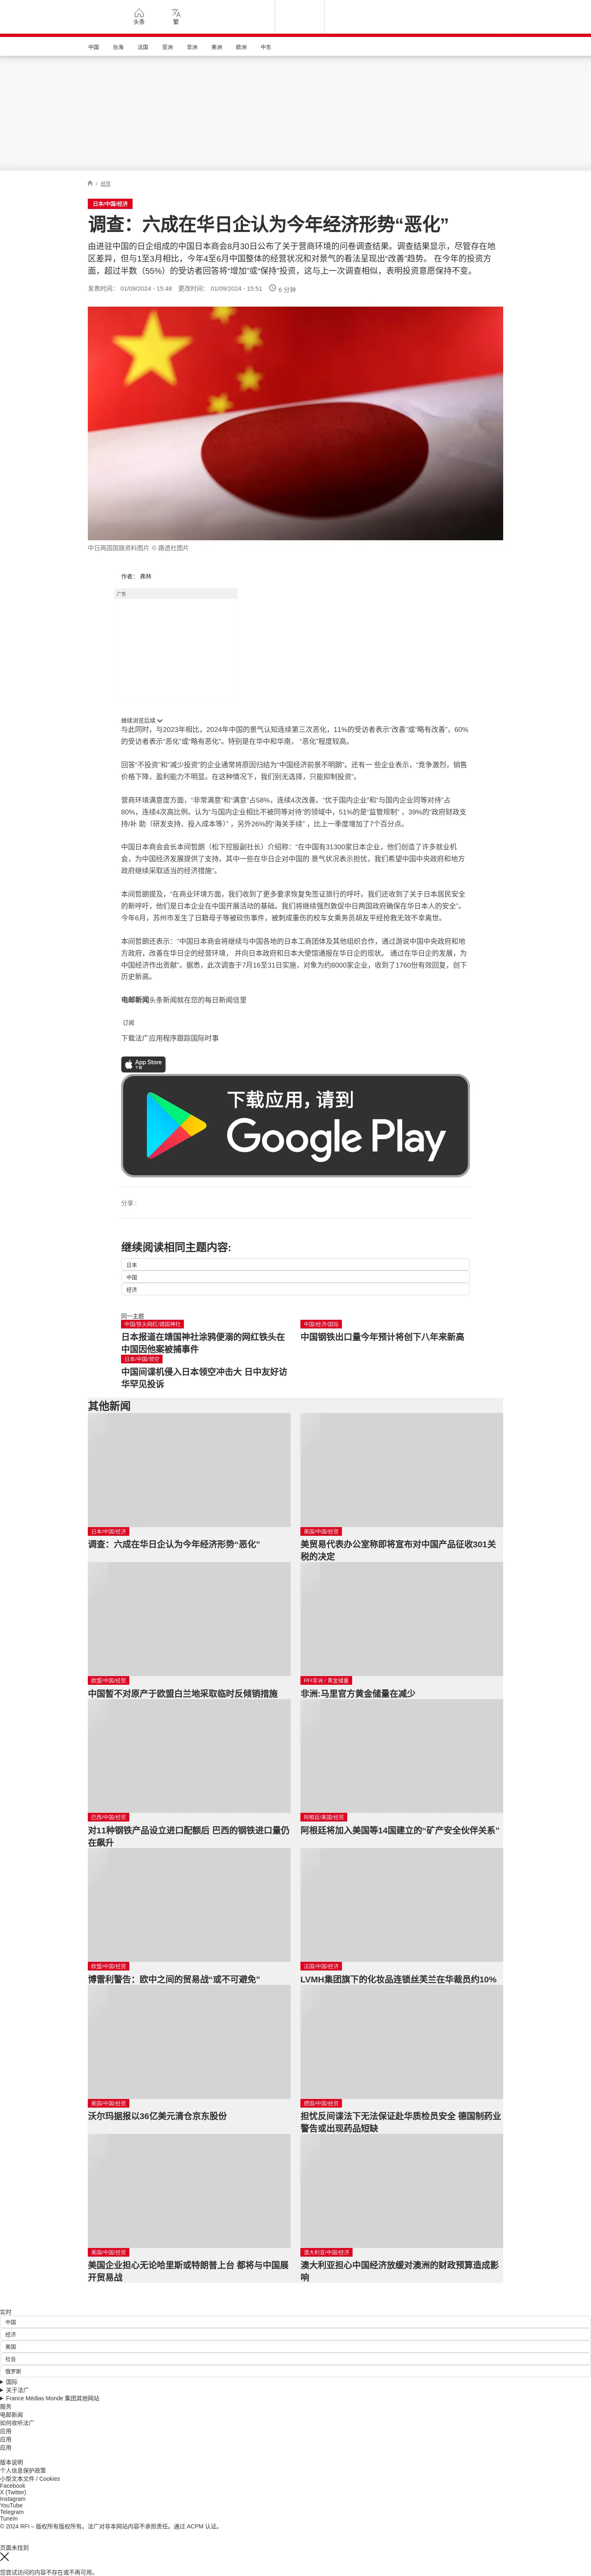 头条
繁
中国 台海 法国 亚洲 非洲 美洲 欧洲 中东
/ 经贸
日本/中国/经济
调查：六成在华日企认为今年经济形势“恶化”
由进驻中国的日企组成的中国日本商会8月30日公布了关于营商环境的问卷调查结果。调查结果显示，尽管存在地
区差异，但与1至3月相比，今年4至6月中国整体的经营状况和对景气的看法呈现出“改善”趋势。 在今年的投资方
面，超过半数（55%）的受访者回答将“增加”或“保持”投资，这与上一次调查相似，表明投资意愿保持不变。
发表时间： 01/09/2024 - 15:48 更改时间： 01/09/2024 - 15:51 6 分钟
中日两国国旗资料图片 © 路透社图片
作者： 弗林
广告
继续浏览后续
与此同时，与2023年相比，2024年中国的景气认知连续第三次恶化，11%的受访者表示“改善”或“略有改善”，60%
的受访者表示“恶化”或“略有恶化”。特别是在华中和华南， “恶化”程度较高。
回答“不投资”和“减少投资”的企业通常将原因归结为“中国经济前景不明朗”。还有一 些企业表示，“竞争激烈，销售
价格下降，盈利能力不明显。在这种情况下，我们别无选择，只能抑制投资”。
营商环境满意度方面，“非常满意”和“满意”占58%，连续4次改善。“优于国内企业”和“与国内企业同等对待”占
80%，连续4次高比例。认为“与国内企业相比不被同等对待”的领域中，51%的是“监管规制” ，39%的“政府财政支
持/补 助（研发支持、投入成本等）” ，另外26%的“海关手续” ，比上一季度增加了7个百分点。
中国日本商会会长本间哲朗（松下控股副社长）介绍称：“在中国有31300家日本企业，他们创造了许多就业机
会，为中国经济发展提供了支持。其中一些在华日企对中国的 景气状况表示担忧，我们希望中国中央政府和地方
政府继续采取适当的经济措施”。
本间哲朗提及，“在商业环境方面，我们收到了更多要求恢复免签证旅行的呼吁。我们还收到了关于日本居民安全
的新呼吁，他们是日本企业在中国开展活动的基础。我们将继续强烈敦促中日两国政府确保在华日本人的安全”。
今年6月，苏州市发生了日籍母子等被砍伤事件，被刺成重伤的校车女乘务员胡友平经抢救无效不幸离世。
本间哲朗还表示：“中国日本商会将继续与中国各地的日本工商团体及其他组织合作，通过游说中国中央政府和地
方政府，改善在华日企的经营环境， 并向日本政府和日本大使馆通报在华日企的现状。 通过在华日企的发展，为
中国经济作出贡献”。据悉，此次调查于7月16至31日实施，对象为约8000家企业，收到了1760份有效回复，创下
历史新高。
电邮新闻头条新闻就在您的每日新闻信里
订阅
下载法广应用程序跟踪国际时事
App Store
下载
下载应用，请到
Google Play
分享 :
继续阅读相同主题内容:
日本
中国
经济
同一主题
中国/铁头网红/靖国神社
日本报道在靖国神社涂鸦便溺的网红铁头在
中国因他案被捕事件
中国/经济/国际
中国钢铁出口量今年预计将创下八年来新高
日本/中国/领空
中国间谍机侵入日本领空冲击大 日中友好访
华罕见投诉
其他新闻
日本/中国/经济
调查：六成在华日企认为今年经济形势“恶化”
美国/中国/经贸
美贸易代表办公室称即将宣布对中国产品征收301关
税的决定
欧盟/中国/经贸
中国暂不对原产于欧盟白兰地采取临时反倾销措施
RFI非洲 / 黄金储量
非洲:马里官方黄金储量在减少
巴西/中国/经贸
对11种钢铁产品设立进口配额后 巴西的钢铁进口量仍
在飙升
阿根廷/美国/经贸
阿根廷将加入美国等14国建立的“矿产安全伙伴关系”
欧盟/中国/经贸
博雷利警告：欧中之间的贸易战“或不可避免”
法国/中国/经济
LVMH集团旗下的化妆品连锁丝芙兰在华裁员约10%
美国/中国/经贸
沃尔玛据报以36亿美元清仓京东股份
德国/中国/经贸
担忧反间谍法下无法保证赴华质检员安全 德国制药业
警告或出现药品短缺
美国/中国/经贸
美国企业担心无论哈里斯或特朗普上台 都将与中国展
开贸易战
澳大利亚/中国/经济
澳大利亚担心中国经济放缓对澳洲的财政预算造成影
响
实时
中国
经济
美国
社会
俄罗斯
国际
关于法广
France Médias Monde 集团其他网站
服务
电邮新闻
如何收听法广
应用
应用
应用
版本说明
个人信息保护政策
小型文本文件 / Cookies
Facebook
X (Twitter)
Instagram
YouTube
Telegram
TuneIn
© 2024 RFI – 版权所有版权所有。法广对非本网站内容不承担责任。通过 ACPM 认证。
页面未找到
您尝试访问的内容不存在或不再可用。